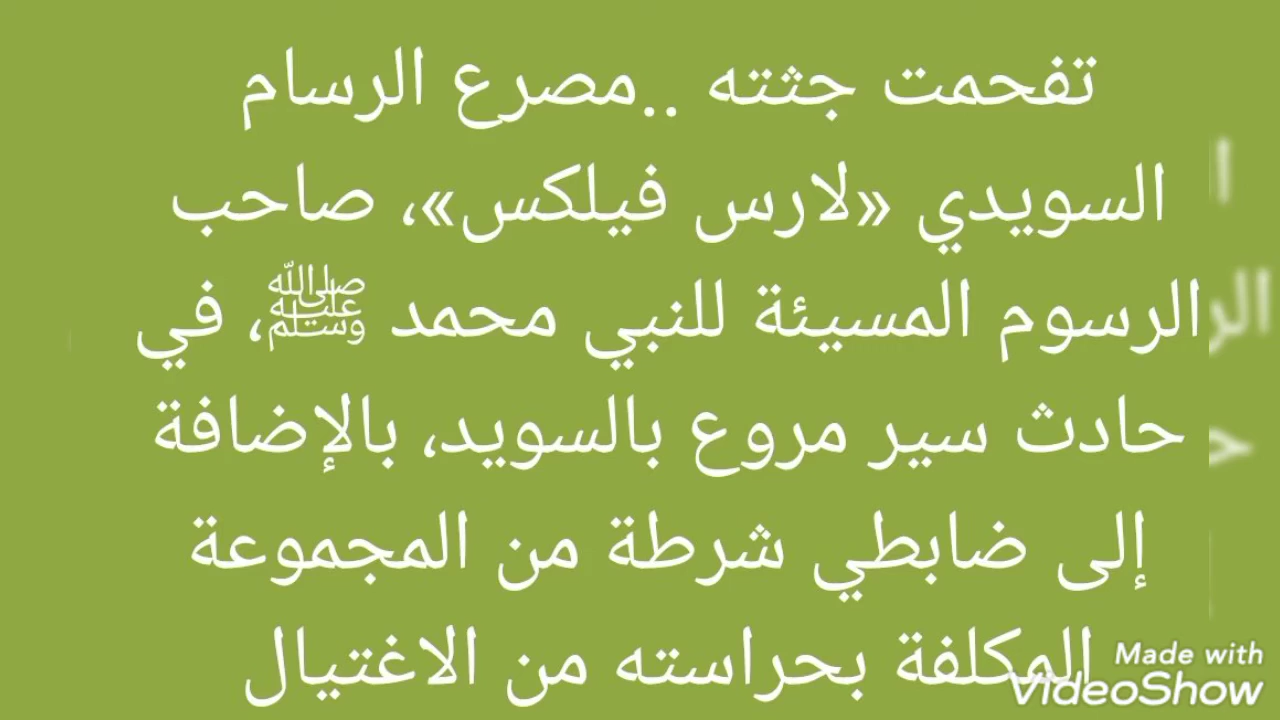 تفحمت جثته ..مصرع الرسام
السويدي «لارس فيلكس»، صاحب
الرسوم المسيئة للنبي محمد ﷺ، في
حادث سير مروع بالسويد، بالإضافة
إلى ضابطي شرطة من المجموعة
المكلفة بحراسته من الاغتيال
Made with
VideoShow